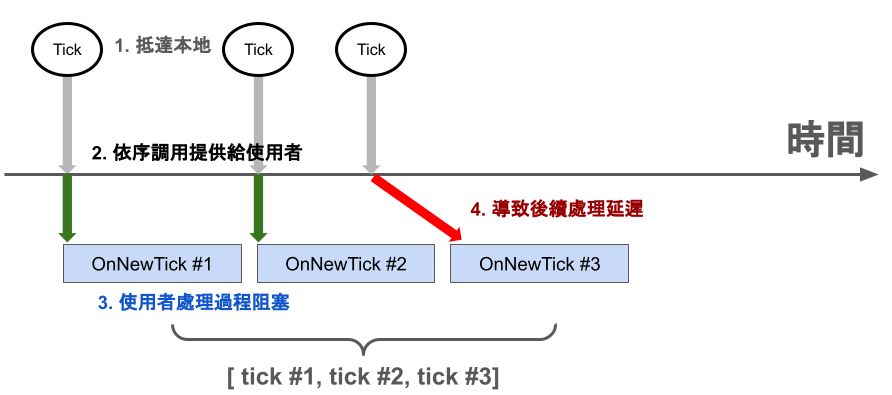 Tick
1. 抵達本地
Tick
Tick
時間
2. 依序調用提供給使用者
4. 導致後續處理延遲
OnNewTick #1
OnNewTick #2
OnNewTick #3
3. 使用者處理過程阻塞
[ tick #1, tick #2, tick #3]